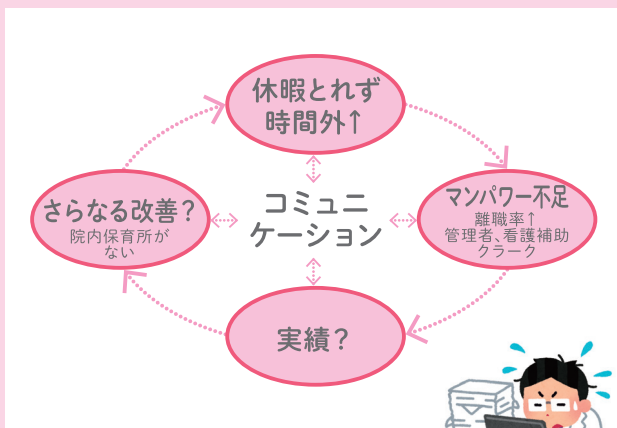 休暇とれず
時間外↑
さらなる改善？
院内保育所が
ない
コミュニ
ケーション
マンパワー不足
離職率↑
管理者、看護補助
クラーク
実績？